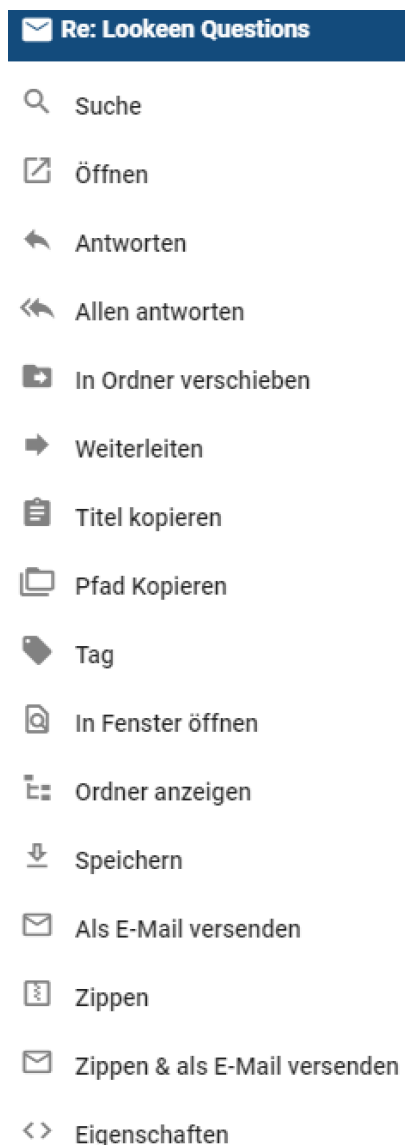 Re: Lookeen Questions
Suche
Öffnen
Antworten
Allen antworten
In Ordner verschieben
Weiterleiten
Titel kopieren
Pfad Kopieren
Tag
In Fenster öffnen
Ordner anzeigen
Speichern
Als E-Mail versenden
Zippen
Zippen & als E-Mail versenden
Eigenschaften